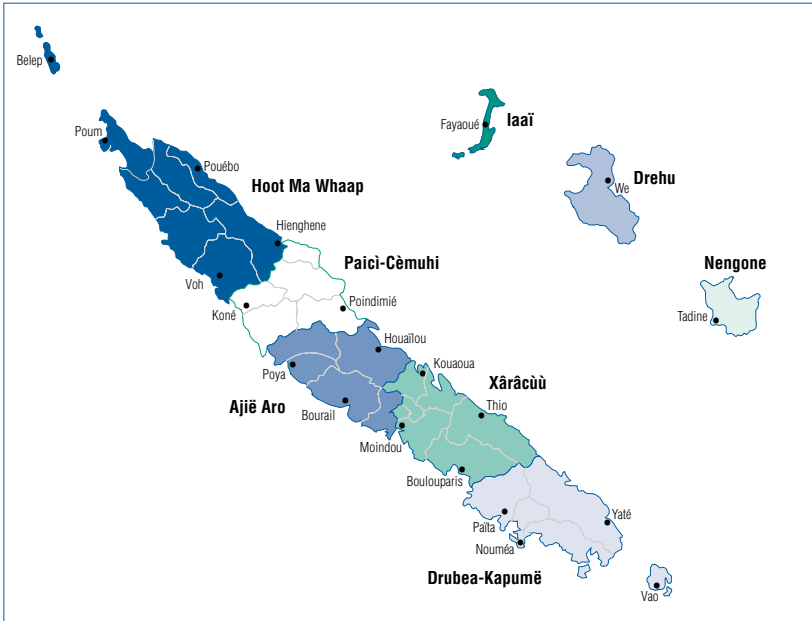 Belep
Poum
Pouébo
Hoot Ma Whaap
Hienghene
Voh
Fayaoué
Iaaï
Drehu
We
Nengone
Tadine
Paicì-Cèmuhi
Koné
Poindimié
Houaïlou
Poya
Ajië Aro
Bourail
Kouaoua
Xârâcùù
Thio
Moindou
Boulouparis
Païta
Yaté
Nouméa
Drubea-Kapumë
Vao